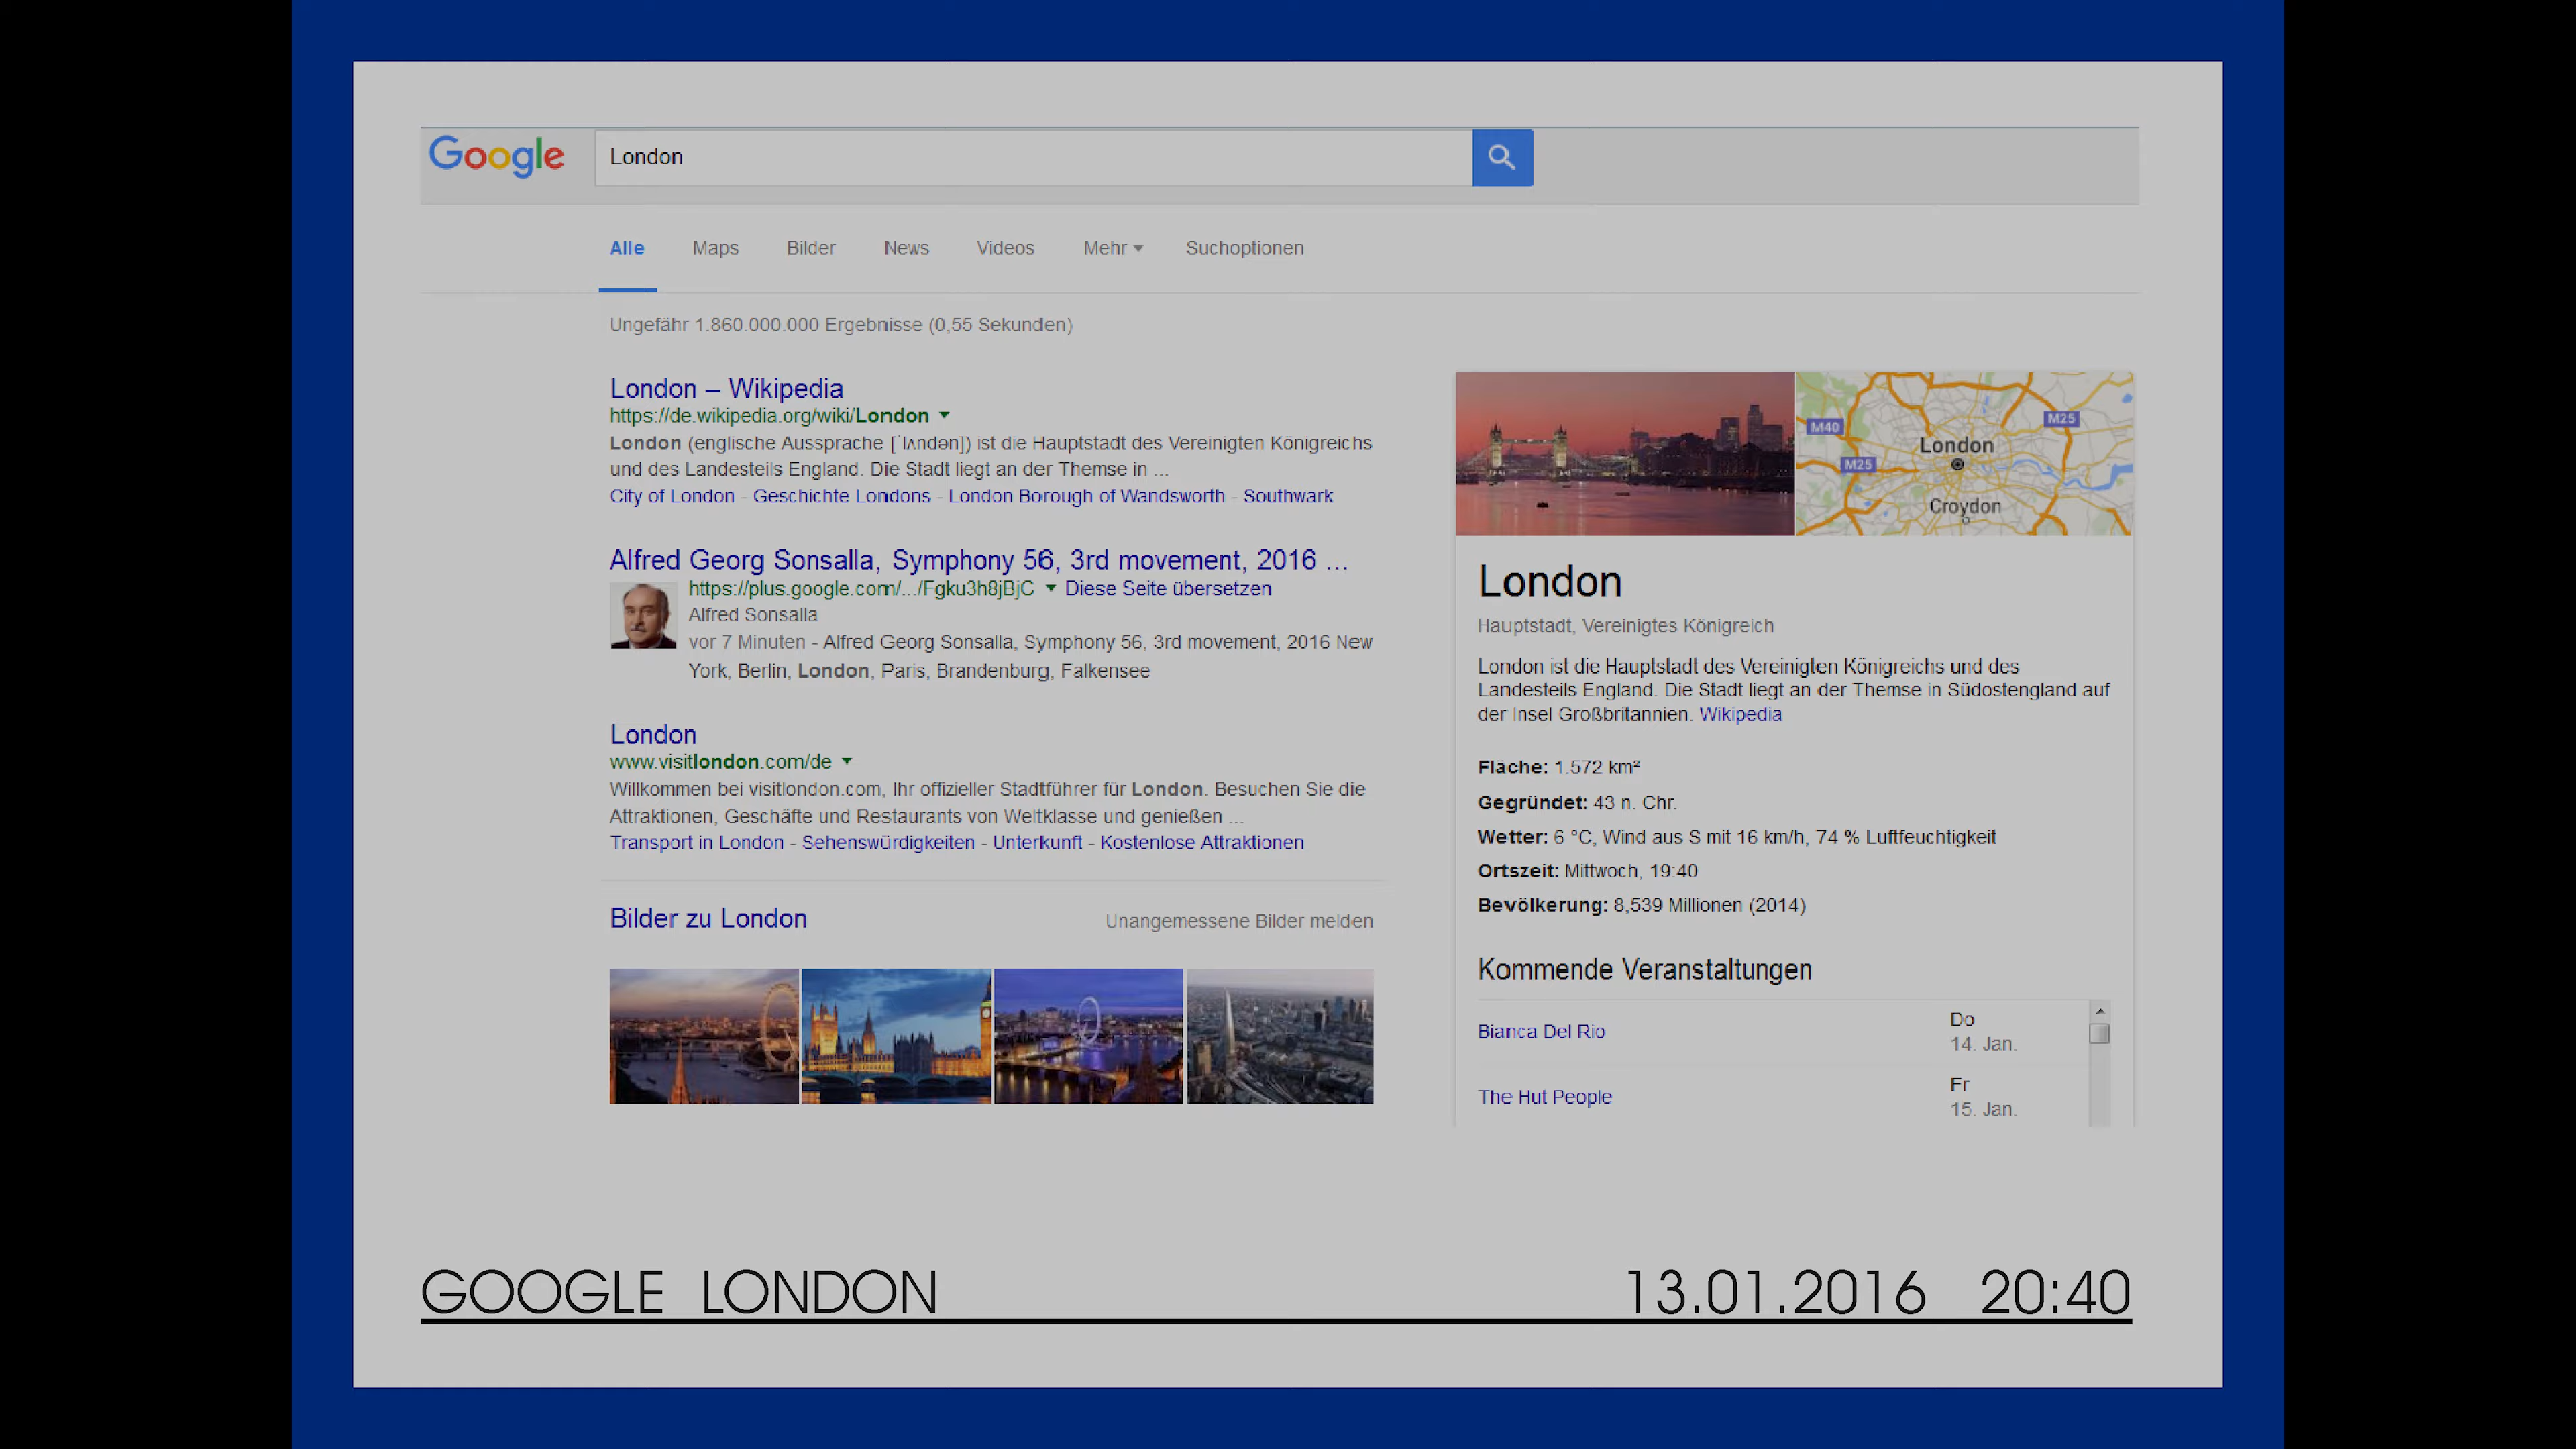 Google
London
Alle Maps Bilder News Videos Mehr Suchoptionen
Ungefähr 1.860.000.000 Ergebnisse (0,55 Sekunden)
London – Wikipedia
https://de.wikipedia.org/wiki/London
London (englische Aussprache [ˈlʌndən]) ist die Hauptstadt des Vereinigten Königreichs
und des Landesteils England. Die Stadt liegt an der Themse in ...
City of London - Geschichte Londons - London Borough of Wandsworth - Southwark
Alfred Georg Sonsalla, Symphony 56, 3rd movement, 2016 ...
https://plus.google.com/.../Fgku3h8jBjC Diese Seite übersetzen
Alfred Sonsalla
vor 7 Minuten - Alfred Georg Sonsalla, Symphony 56, 3rd movement, 2016 New
York, Berlin, London, Paris, Brandenburg, Falkensee
London
www.visitlondon.com/de
Willkommen bei visitlondon.com, Ihr offizieller Stadtführer für London. Besuchen Sie die
Attraktionen, Geschäfte und Restaurants von Weltklasse und genießen ...
Transport in London - Sehenswürdigkeiten - Unterkunft - Kostenlose Attraktionen
Bilder zu London Unangemessene Bilder melden
M40
M25
London
M25
Croydon
London
Hauptstadt, Vereinigtes Königreich
London ist die Hauptstadt des Vereinigten Königreichs und des
Landesteils England. Die Stadt liegt an der Themse in Südostengland auf
der Insel Großbritannien. Wikipedia
Fläche: 1.572 km²
Gegründet: 43 n. Chr.
Wetter: 6 °C, Wind aus S mit 16 km/h, 74 % Luftfeuchtigkeit
Ortszeit: Mittwoch, 19:40
Bevölkerung: 8,539 Millionen (2014)
Kommende Veranstaltungen
Bianca Del Rio Do
14. Jan.
The Hut People Fr
15. Jan.
GOOGLE LONDON 13.01.2016 20:40